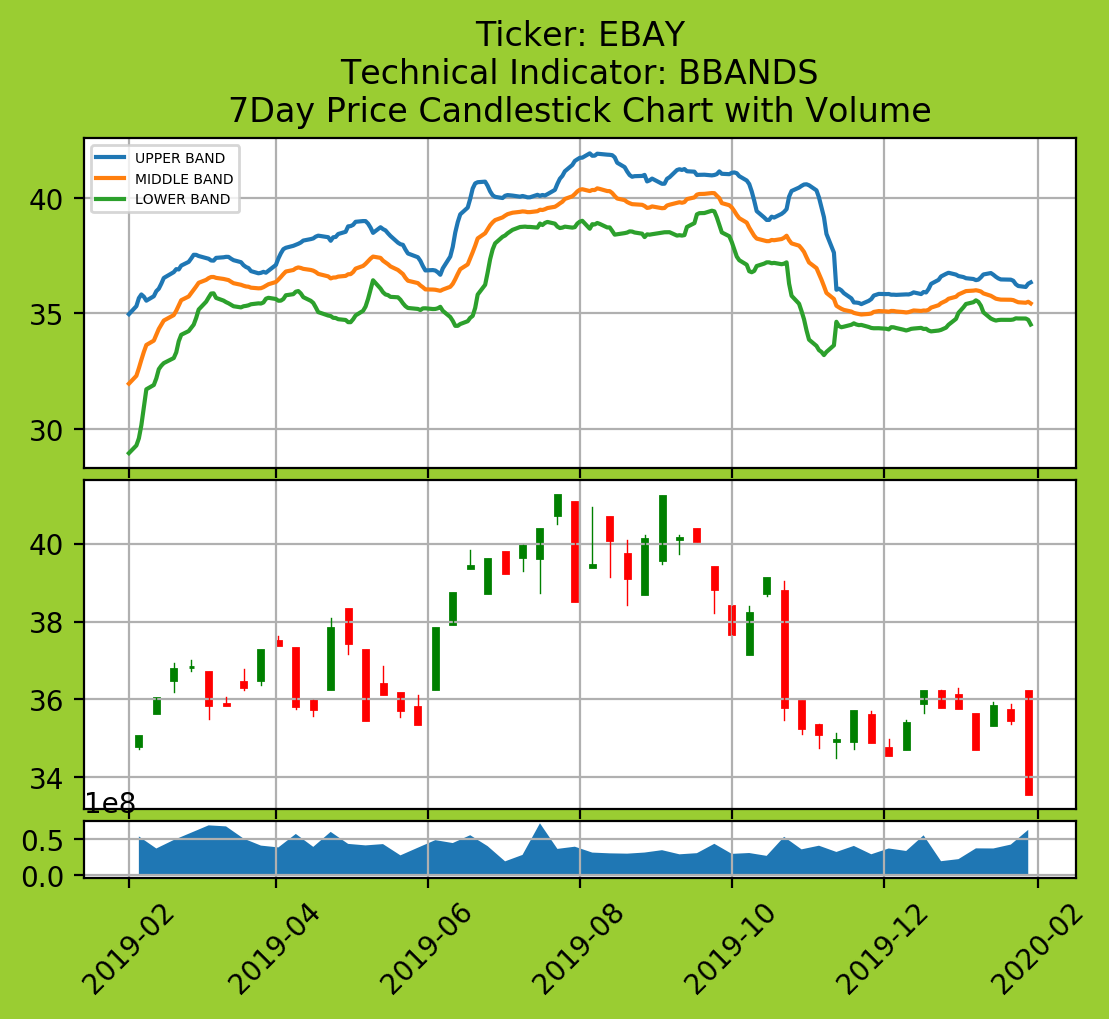 Ticker: EBAY
Technical Indicator: BBANDS
7Day Price Candlestick Chart with Volume
UPPER BAND
MIDDLE BAND
LOWER BAND
40
35
30
40
38
36
34
1e8
0.5
0.0
2019-02
2019-04
2019-06
2019-08
2019-10
2019-12
2020-02